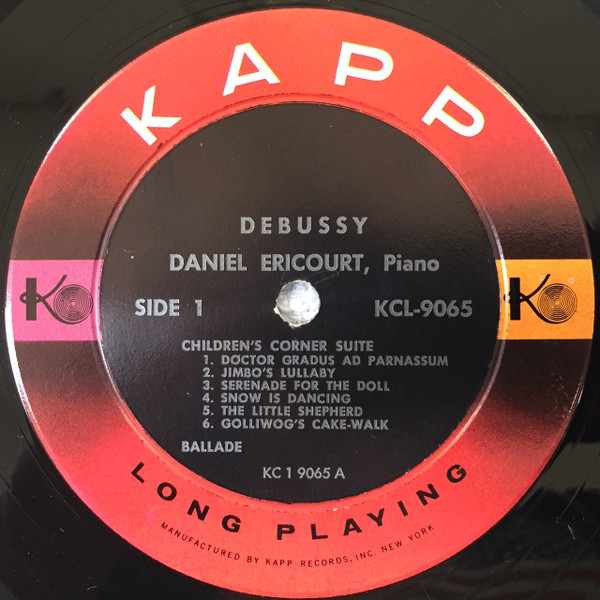 KAPP
DEBUSSY
DANIEL ERICOURT, Piano
SIDE 1 KCL-9065
K K
CHILDREN'S CORNER SUITE
1. DOCTOR GRADUS AD PARNASSUM
2. JIMBO'S LULLABY
3. SERENADE FOR THE DOLL
4. SNOW IS DANCING
5. THE LITTLE SHEPHERD
6. GOLLIWOG'S CAKE-WALK
BALLADE
KC 1 9065 A
LONG PLAYING
MANUFACTURED BY KAPP RECORDS, INC. NEW YORK